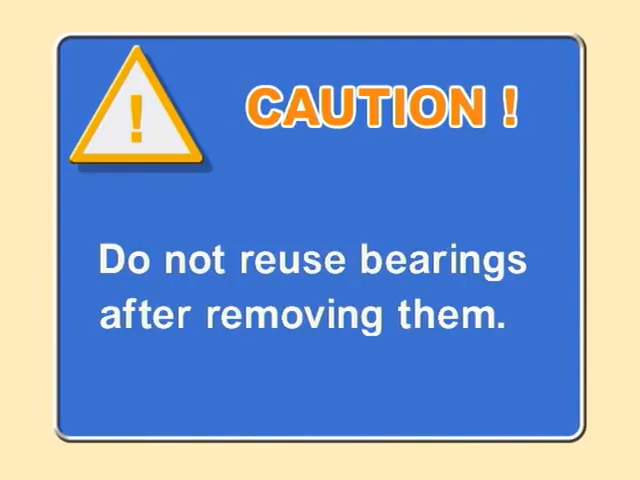 !
CAUTION !
Do not reuse bearings
after removing them.